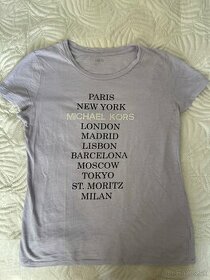 PARIS
NEW YORK
MICHAEL KORS
LONDON
MADRID
LISBON
BARCELONA
MOSCOW
TOKYO
ST. MORITZ
MILAN